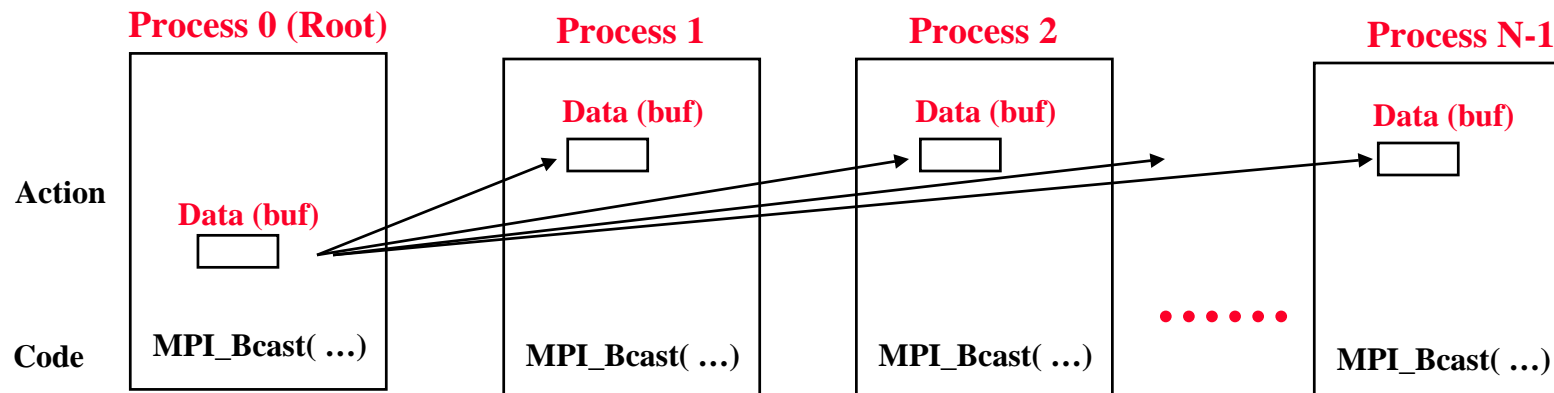 Process 0 (Root)
Process 1
Process 2
Process N-1
Data (buf)
Data (buf)
Data (buf)
Action
Data (buf)
Code
MPI_Bcast( …)
MPI_Bcast( …)
MPI_Bcast( …)
MPI_Bcast( …)